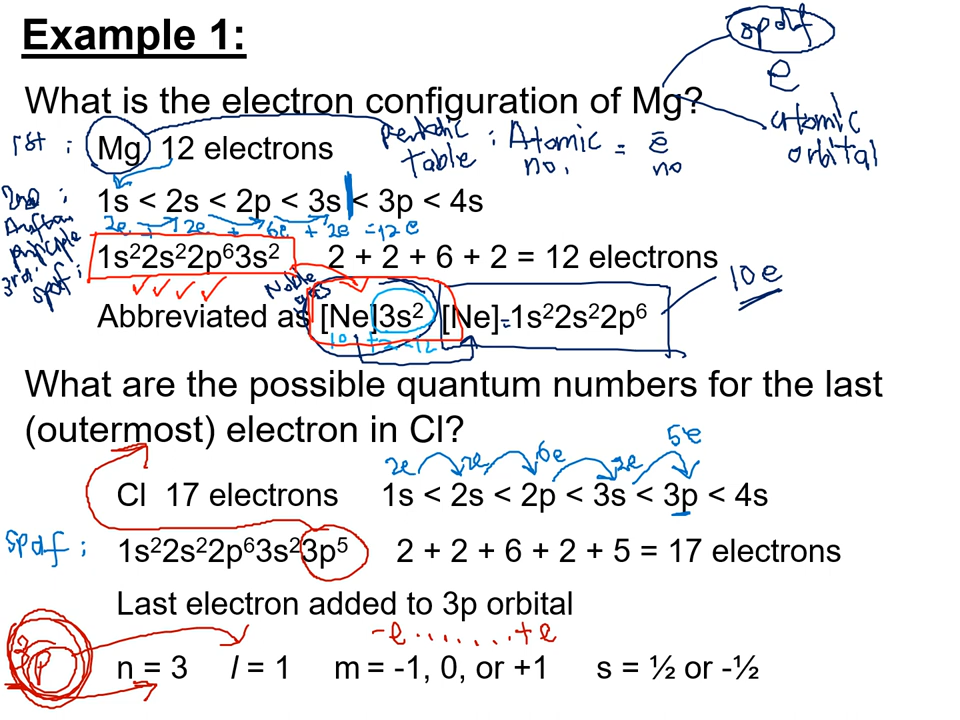 Example 1:
spdf
e
What is the electron configuration of Mg?
1st : Mg 12 electrons
periodic table : Atomic no. = ē no
atomic orbital
2nd : Aufbau principle
1s < 2s < 2p < 3s < 3p < 4s
2e + 2e + 6e + 2e = 12e
3rd : spdf :
1s²2s²2p⁶3s² 2 + 2 + 6 + 2 = 12 electrons
10 e
Noble gas
Abbreviated as [Ne]3s² [Ne]=1s²2s²2p⁶
10 + 2 = 12
What are the possible quantum numbers for the last
(outermost) electron in Cl?
2e 2e 6e 2e 5e
Cl 17 electrons 1s < 2s < 2p < 3s < 3p < 4s
spdf : 1s²2s²2p⁶3s²3p⁵ 2 + 2 + 6 + 2 + 5 = 17 electrons
Last electron added to 3p orbital
-e ....... +e
3p n = 3 l = 1 m = -1, 0, or +1 s = ½ or -½